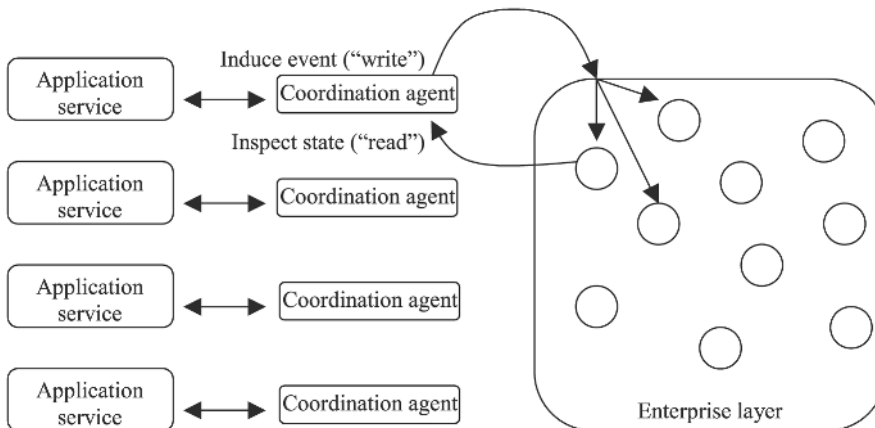 Induce event (“write”)
Application
service
Coordination agent
Inspect state (“read”)
Application
service
Coordination agent
Application
service
Coordination agent
Application
service
Coordination agent
Enterprise layer